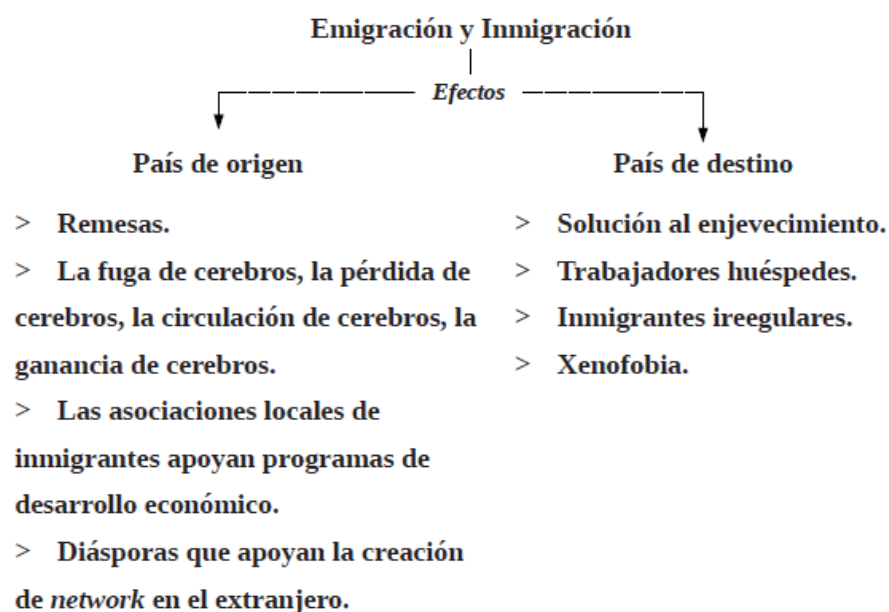 Emigración y Inmigración
Efectos
País de origen
> Remesas.
> La fuga de cerebros, la pérdida de
cerebros, la circulación de cerebros, la
ganancia de cerebros.
> Las asociaciones locales de
inmigrantes apoyan programas de
desarrollo económico.
> Diásporas que apoyan la creación
de network en el extranjero.
País de destino
> Solución al enjevecimiento.
> Trabajadores huéspedes.
> Inmigrantes ireegulares.
> Xenofobia.